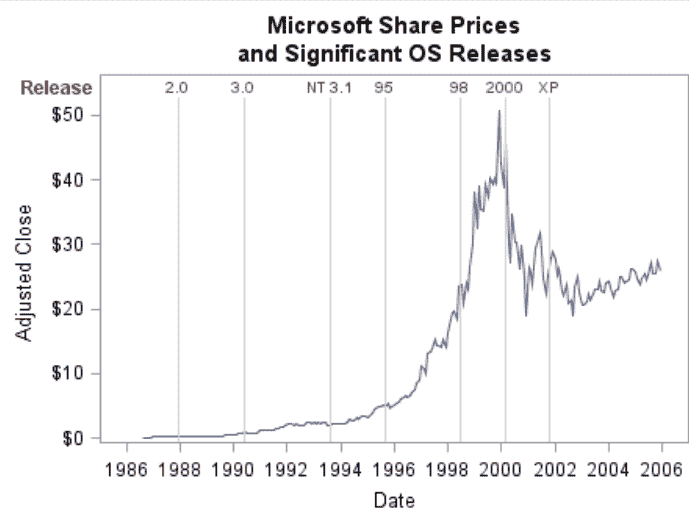 Microsoft Share Prices
and Significant OS Releases
Release 2.0 3.0 NT 3.1 95 98 2000 XP
$50
$40
$30
$20
$10
$0
Adjusted Close
1986 1988 1990 1992 1994 1996 1998 2000 2002 2004 2006
Date